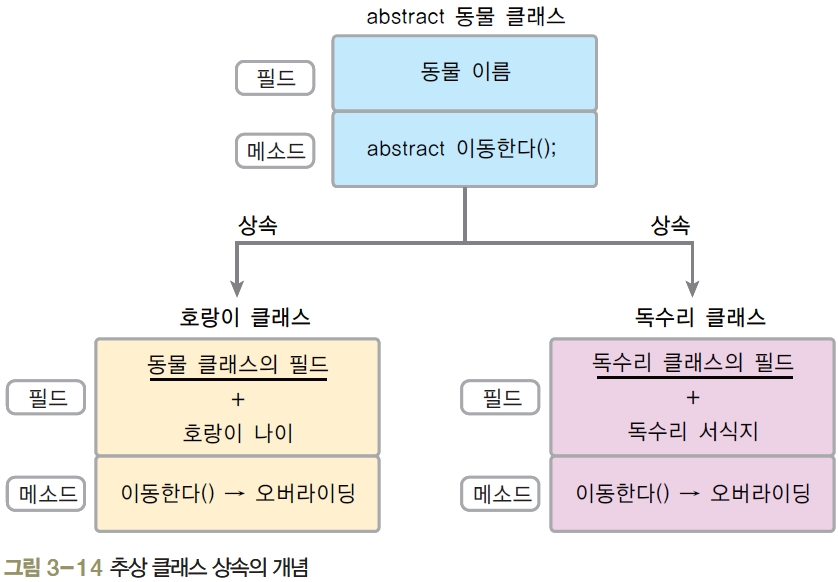 abstract 동물 클래스
필드
동물 이름
메소드
abstract 이동한다();
상속
상속
호랑이 클래스
필드
동물 클래스의 필드
+
호랑이 나이
메소드
이동한다() → 오버라이딩
독수리 클래스
필드
독수리 클래스의 필드
+
독수리 서식지
메소드
이동한다() → 오버라이딩
그림 3-14 추상 클래스 상속의 개념